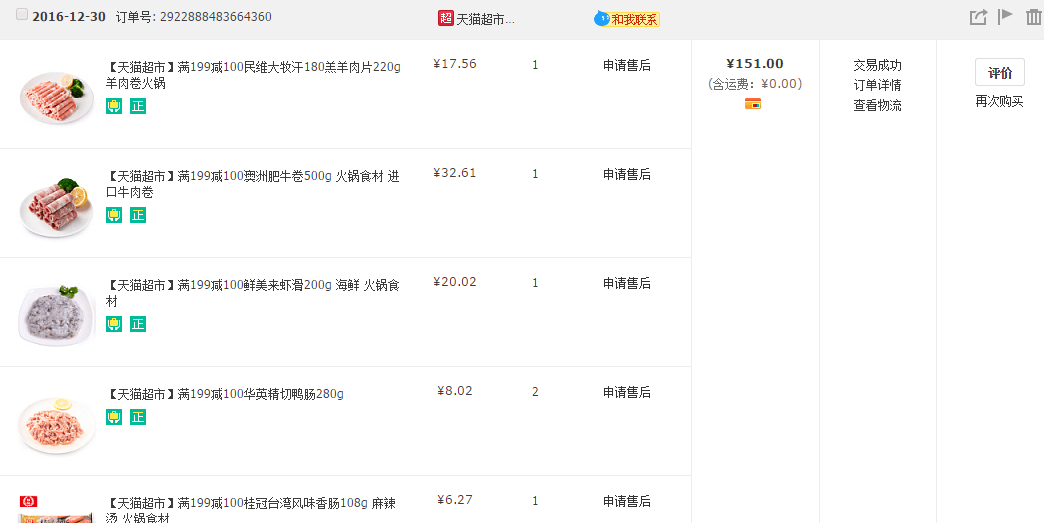 2016-12-30 订单号: 2922888483664360 超 天猫超市... 和我联系
【天猫超市】满199减100民维大牧汗180羔羊肉片220g ¥17.56 1 申请售后 ¥151.00 交易成功 评价
羊肉卷火锅 (含运费: ¥0.00) 订单详情
正 查看物流 再次购买
【天猫超市】满199减100澳洲肥牛卷500g 火锅食材 进 ¥32.61 1 申请售后
口牛肉卷
正
【天猫超市】满199减100鲜美来虾滑200g 海鲜 火锅食 ¥20.02 1 申请售后
材
正
【天猫超市】满199减100华英精切鸭肠280g ¥8.02 2 申请售后
正
【天猫超市】满199减100桂冠台湾风味香肠108g 麻辣 ¥6.27 1 申请售后
烫 火锅食材